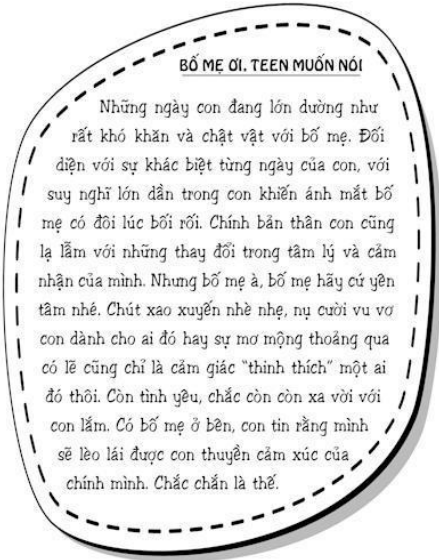 BỐ MẸ ƠI, TEEN MUỐN NÓI
Những ngày con đang lớn dường như
rất khó khăn và chật vật với bố mẹ. Đối
diện với sự khác biệt từng ngày của con, với
suy nghĩ lớn dần trong con khiến ánh mắt bố
mẹ có đôi lúc bối rối. Chính bản thân con cũng
lạ lẫm với những thay đổi trong tâm lý và cảm
nhận của mình. Nhưng bố mẹ à, bố mẹ hãy cứ yên
tâm nhé. Chút xao xuyến nhè nhẹ, nụ cười vu vơ
con dành cho ai đó hay sự mơ mộng thoảng qua
có lẽ cũng chỉ là cảm giác “thinh thích” một ai
đó thôi. Còn tình yêu, chắc còn còn xa vời với
con lắm. Có bố mẹ ở bên, con tin rằng mình
sẽ lèo lái được con thuyền cảm xúc của
chính mình. Chắc chắn là thế.